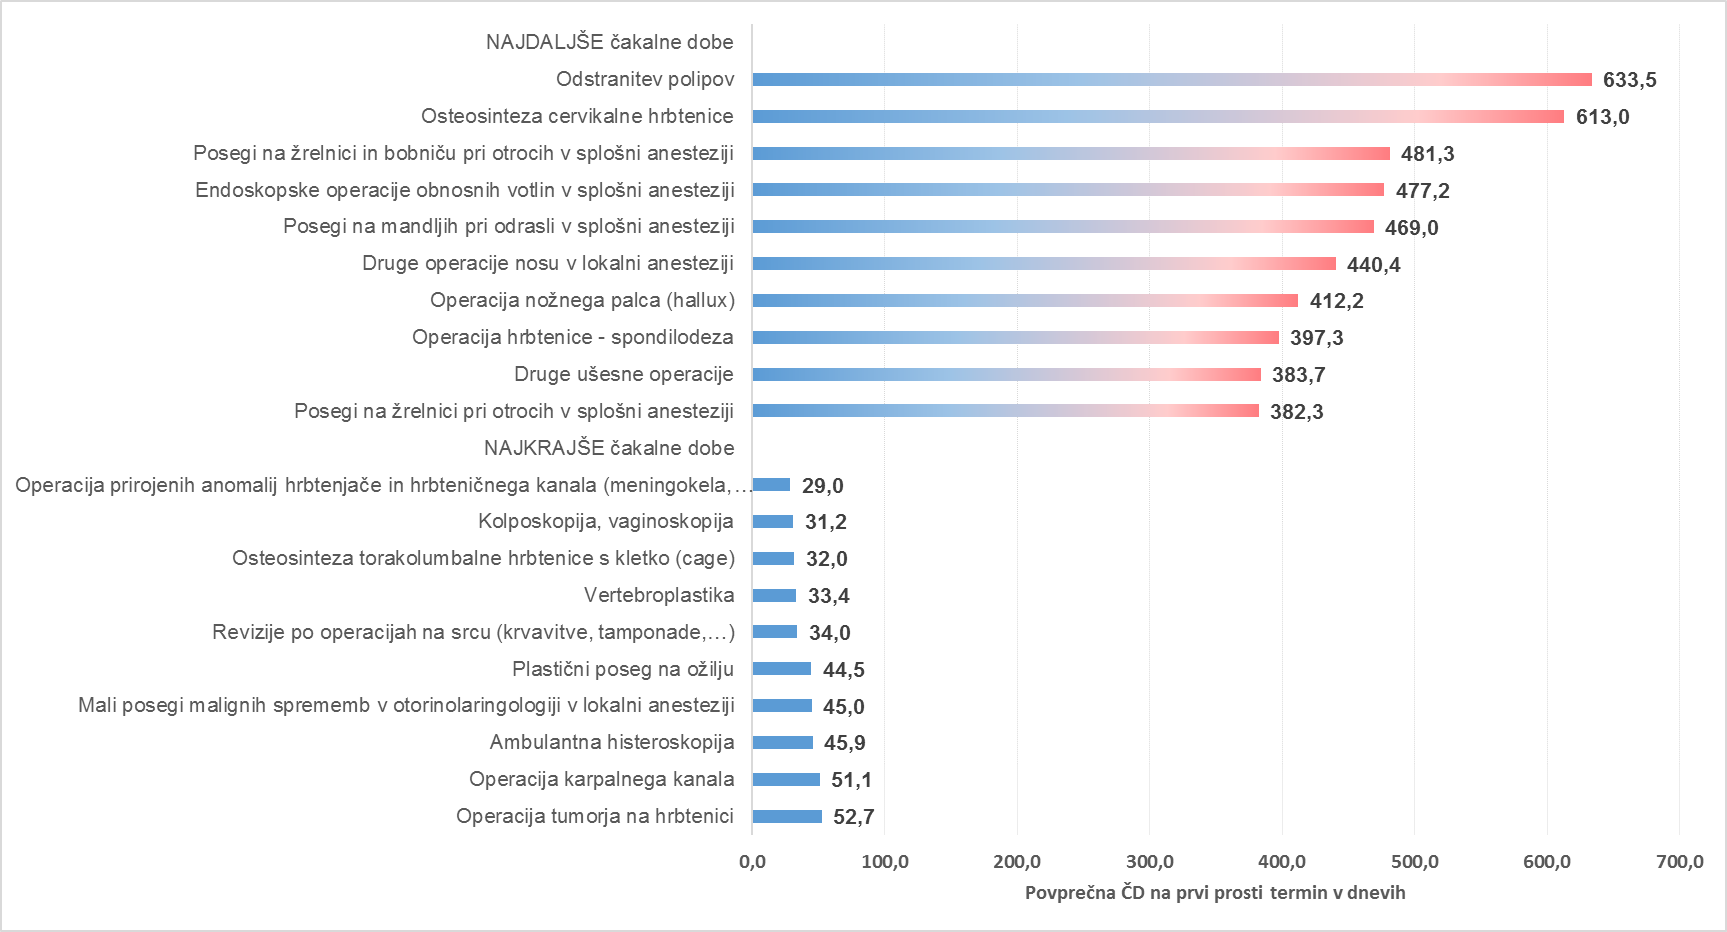 NAJDALJŠE čakalne dobe
Odstranitev polipov 633,5
Osteosinteza cervikalne hrbtenice 613,0
Posegi na žrelnici in bobniču pri otrocih v splošni anesteziji 481,3
Endoskopske operacije obnosnih votlin v splošni anesteziji 477,2
Posegi na mandljih pri odrasli v splošni anesteziji 469,0
Druge operacije nosu v lokalni anesteziji 440,4
Operacija nožnega palca (hallux) 412,2
Operacija hrbtenice - spondilodeza 397,3
Druge ušesne operacije 383,7
Posegi na žrelnici pri otrocih v splošni anesteziji 382,3
NAJKRAJŠE čakalne dobe
Operacija prirojenih anomalij hrbtenjače in hrbteničnega kanala (meningokela,… 29,0
Kolposkopija, vaginoskopija 31,2
Osteosinteza torakolumbalne hrbtenice s kletko (cage) 32,0
Vertebroplastika 33,4
Revizije po operacijah na srcu (krvavitve, tamponade,…) 34,0
Plastični poseg na ožilju 44,5
Mali posegi malignih sprememb v otorinolaringologiji v lokalni anesteziji 45,0
Ambulantna histeroskopija 45,9
Operacija karpalnega kanala 51,1
Operacija tumorja na hrbtenici 52,7
0,0 100,0 200,0 300,0 400,0 500,0 600,0 700,0
Povprečna ČD na prvi prosti termin v dnevih